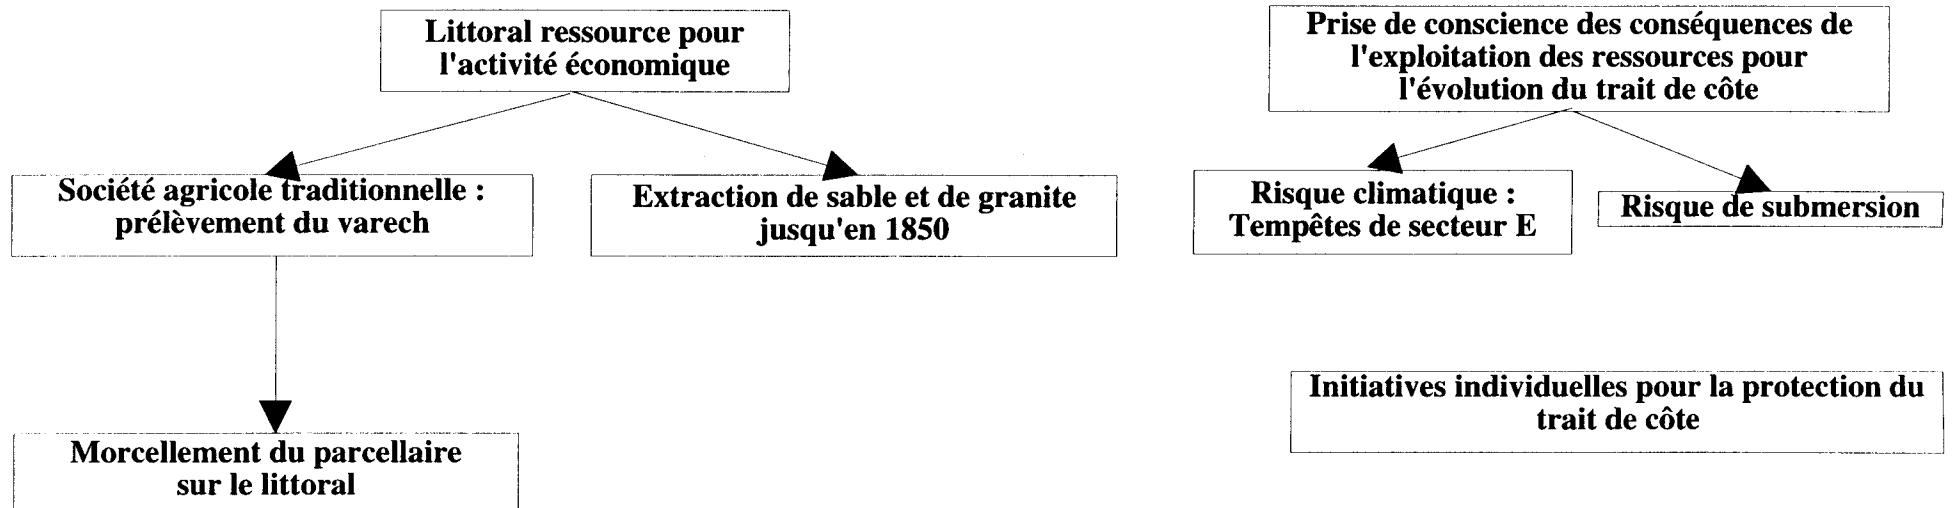 Littoral ressource pour
l'activité économique
Prise de conscience des conséquences de
l'exploitation des ressources pour
l'évolution du trait de côte
Société agricole traditionnelle :
prélèvement du varech
Extraction de sable et de granite
jusqu'en 1850
Risque climatique :
Tempêtes de secteur E
Risque de submersion
Initiatives individuelles pour la protection du
trait de côte
Morcellement du parcellaire
sur le littoral